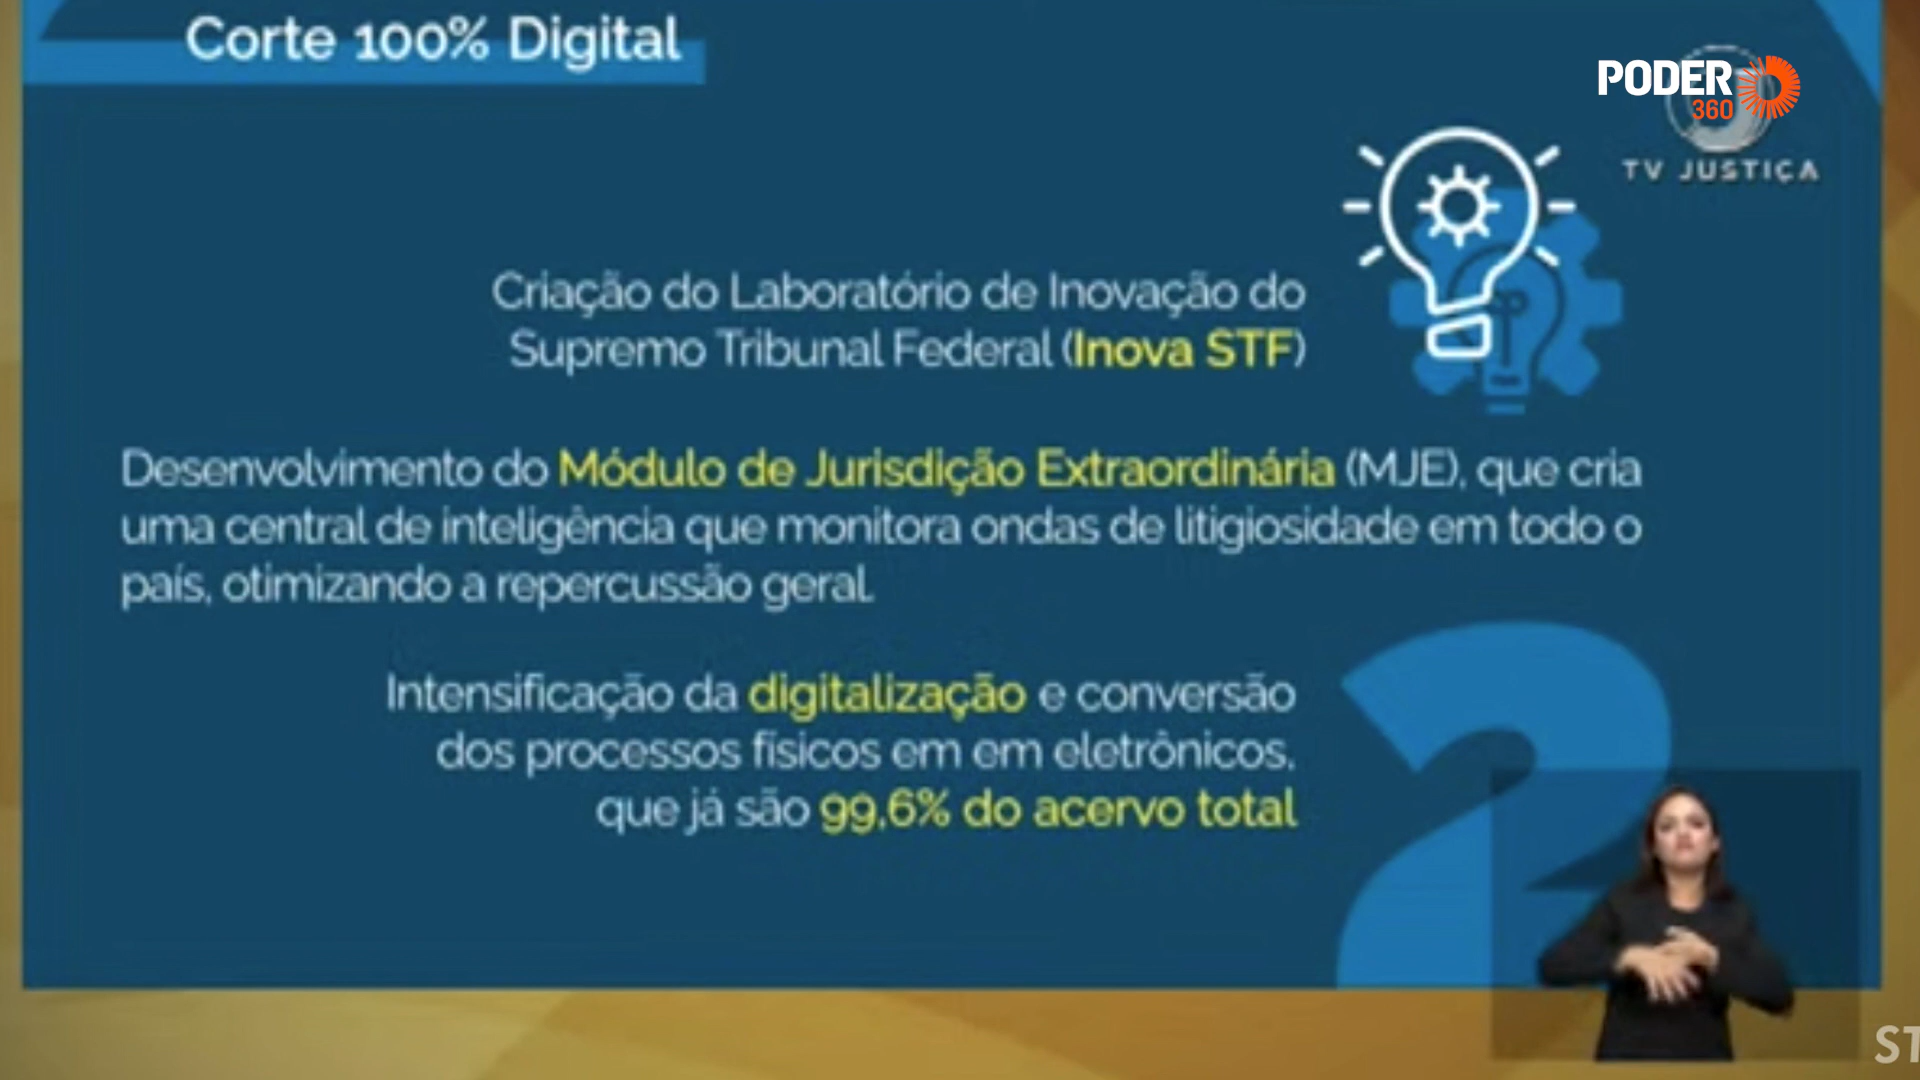 Corte 100% Digital
PODER
360
TV JUSTIÇA
Criação do Laboratório de Inovação do
Supremo Tribunal Federal (Inova STF)
Desenvolvimento do Módulo de Jurisdição Extraordinária (MJE), que cria
uma central de inteligência que monitora ondas de litigiosidade em todo o
país, otimizando a repercussão geral.
Intensificação da digitalização e conversão
dos processos físicos em em eletrônicos,
que já são 99,6% do acervo total
2
ST